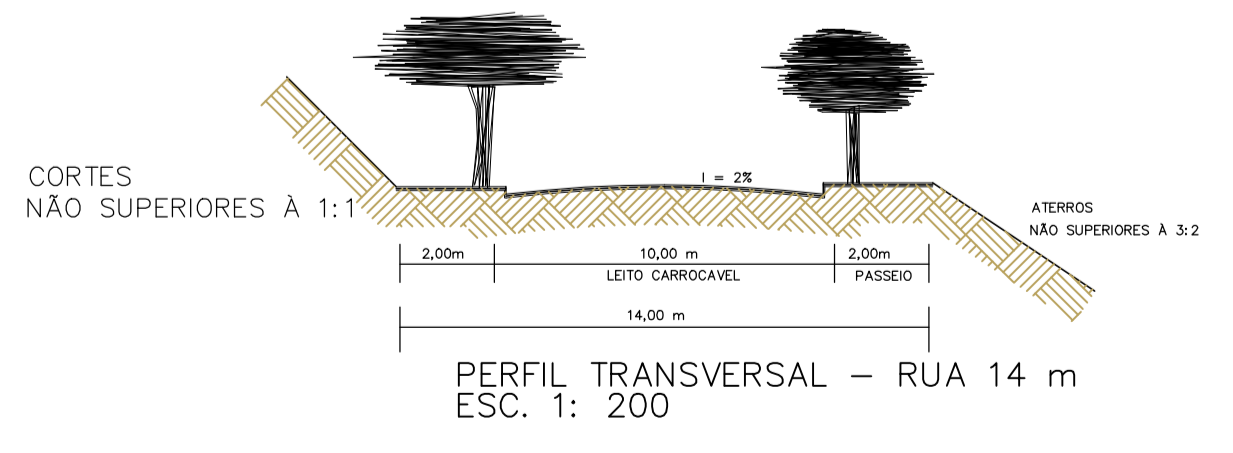 CORTES
NÃO SUPERIORES À 1:1
I = 2%
ATERROS
NÃO SUPERIORES À 3:2
2,00m
10,00 m
2,00m
LEITO CARROCAVEL
PASSEIO
14,00 m
PERFIL TRANSVERSAL – RUA 14 m
ESC. 1: 200